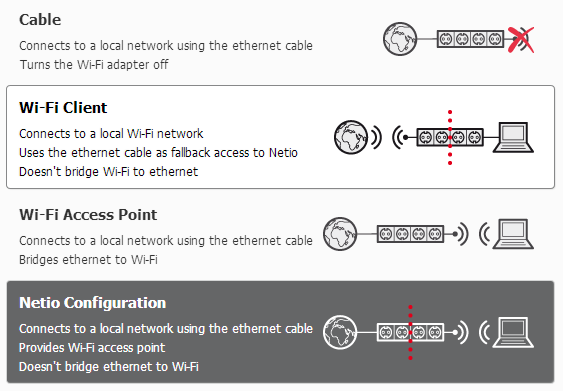 Cable
Connects to a local network using the ethernet cable
Turns the Wi-Fi adapter off
Wi-Fi Client
Connects to a local Wi-Fi network
Uses the ethernet cable as fallback access to Netio
Doesn't bridge Wi-Fi to ethernet
Wi-Fi Access Point
Connects to a local network using the ethernet cable
Bridges ethernet to Wi-Fi
Netio Configuration
Connects to a local network using the ethernet cable
Provides Wi-Fi access point
Doesn't bridge ethernet to Wi-Fi